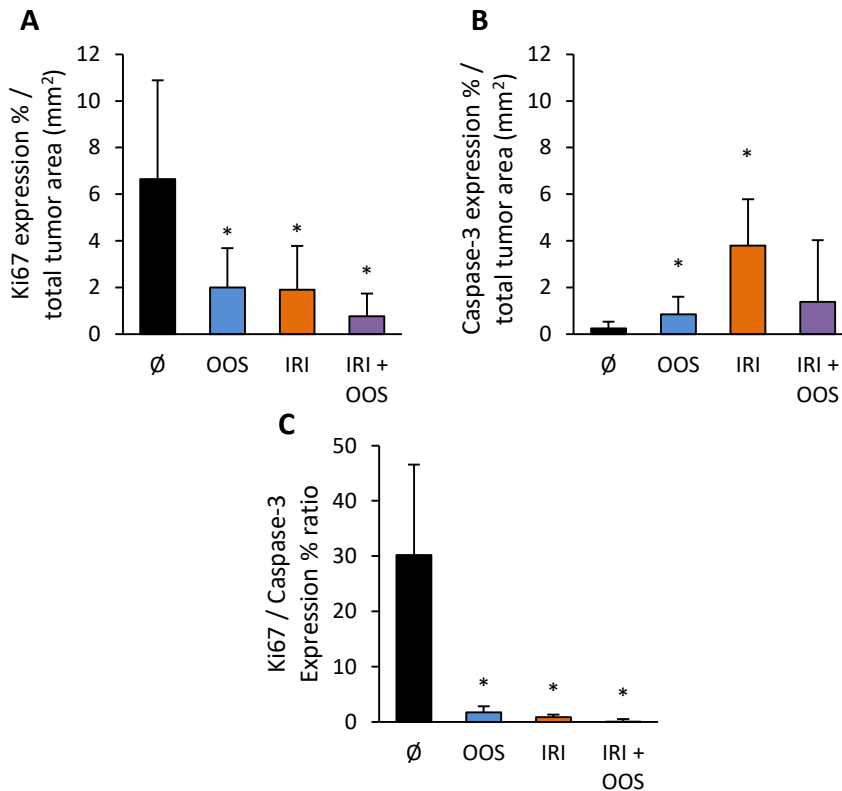 A
Ki67 expression % /
total tumor area (mm²)
12
10
8
6
4
2
0
*
*
*
Ø
OOS
IRI
IRI +
OOS
B
Caspase-3 expression % /
total tumor area (mm²)
12
10
8
6
4
2
0
*
*
Ø
OOS
IRI
IRI +
OOS
C
Ki67 / Caspase-3
Expression % ratio
50
40
30
20
10
0
*
*
*
Ø
OOS
IRI
IRI +
OOS